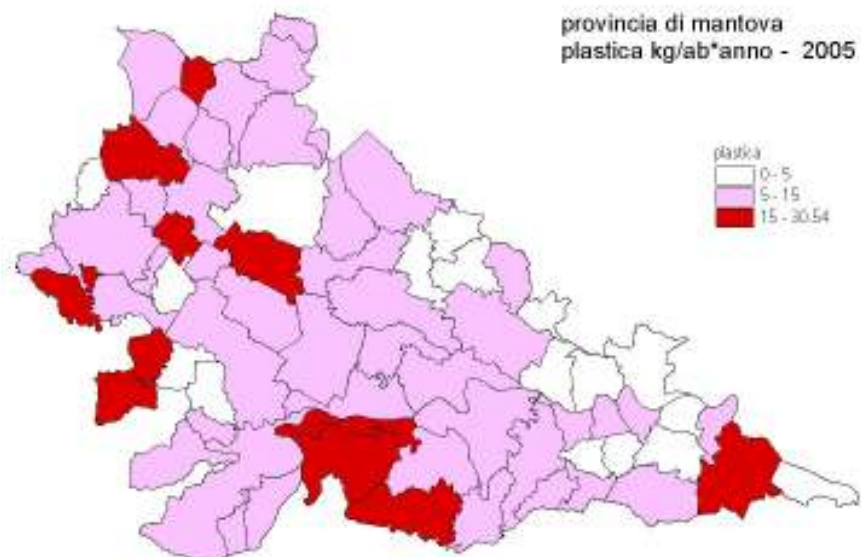 provincia di mantova
plastica kg/ab*anno - 2005
plastica
0 - 5
5 - 15
15 - 30.54